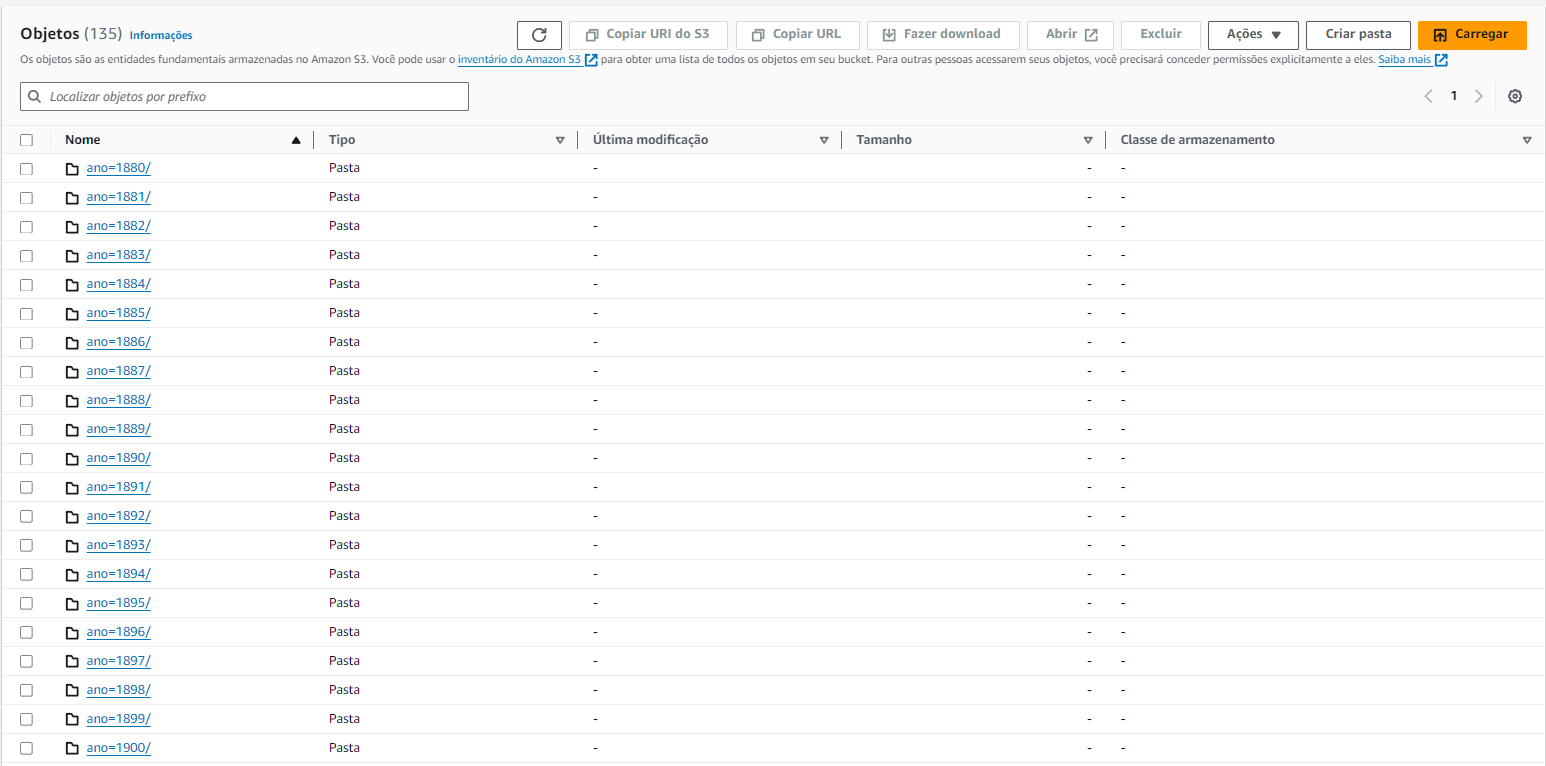 Objetos (135) Informações Copiar URI do S3 Copiar URL Fazer download Abrir Excluir Ações Criar pasta Carregar
Os objetos são as entidades fundamentais armazenadas no Amazon S3. Você pode usar o inventário do Amazon S3 para obter uma lista de todos os objetos em seu bucket. Para outras pessoas acessarem seus objetos, você precisará conceder permissões explicitamente a eles. Saiba mais
Localizar objetos por prefixo 1
Nome Tipo Última modificação Tamanho Classe de armazenamento
ano=1880/ Pasta - - -
ano=1881/ Pasta - - -
ano=1882/ Pasta - - -
ano=1883/ Pasta - - -
ano=1884/ Pasta - - -
ano=1885/ Pasta - - -
ano=1886/ Pasta - - -
ano=1887/ Pasta - - -
ano=1888/ Pasta - - -
ano=1889/ Pasta - - -
ano=1890/ Pasta - - -
ano=1891/ Pasta - - -
ano=1892/ Pasta - - -
ano=1893/ Pasta - - -
ano=1894/ Pasta - - -
ano=1895/ Pasta - - -
ano=1896/ Pasta - - -
ano=1897/ Pasta - - -
ano=1898/ Pasta - - -
ano=1899/ Pasta - - -
ano=1900/ Pasta - - -